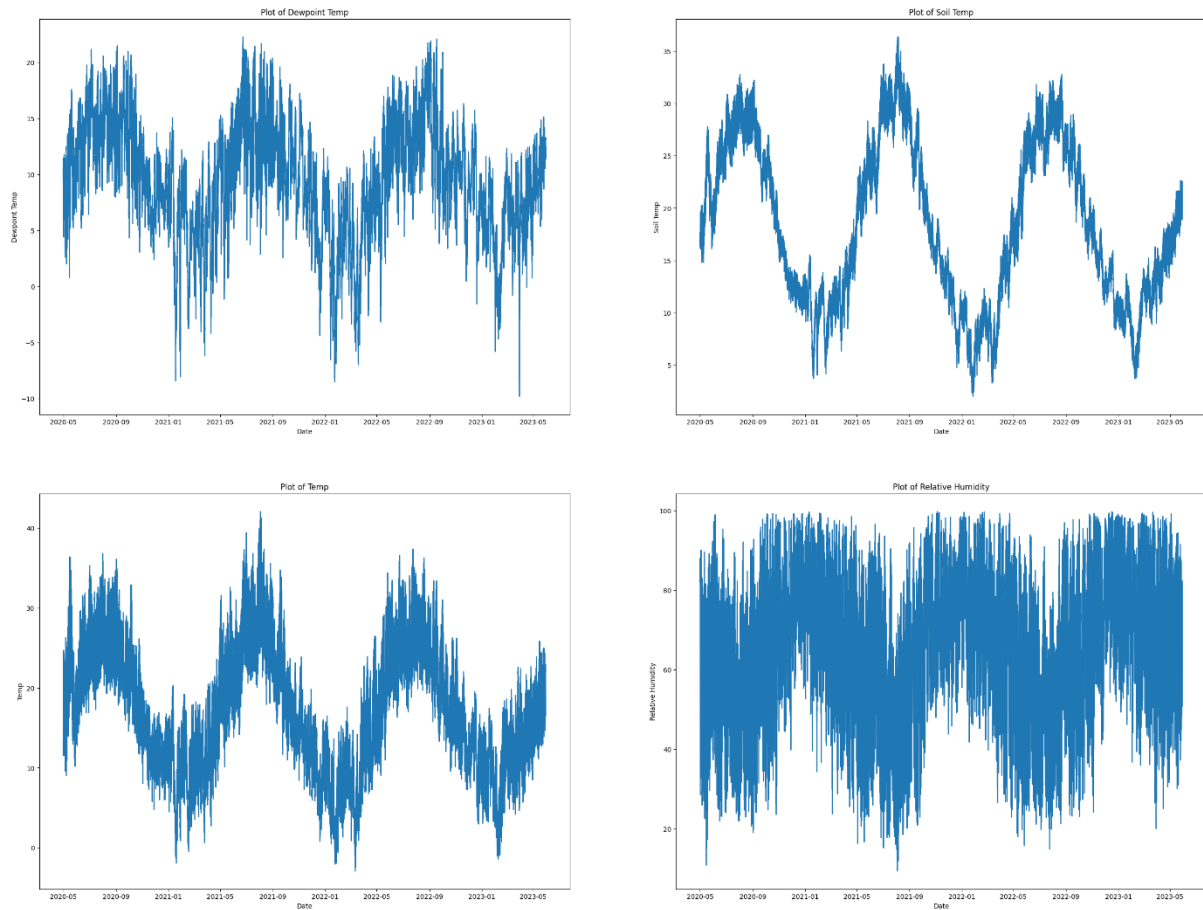 Plot of Dewpoint Temp
Dewpoint Temp
20
15
10
5
0
−5
−10
2020-05 2020-09 2021-01 2021-05 2021-09 2022-01 2022-05 2022-09 2023-01 2023-05
Date
Plot of Soil Temp
Soil Temp
35
30
25
20
15
10
5
2020-05 2020-09 2021-01 2021-05 2021-09 2022-01 2022-05 2022-09 2023-01 2023-05
Date
Plot of Temp
Temp
40
30
20
10
0
2020-05 2020-09 2021-01 2021-05 2021-09 2022-01 2022-05 2022-09 2023-01 2023-05
Date
Plot of Relative Humidity
Relative Humidity
100
80
60
40
20
2020-05 2020-09 2021-01 2021-05 2021-09 2022-01 2022-05 2022-09 2023-01 2023-05
Date